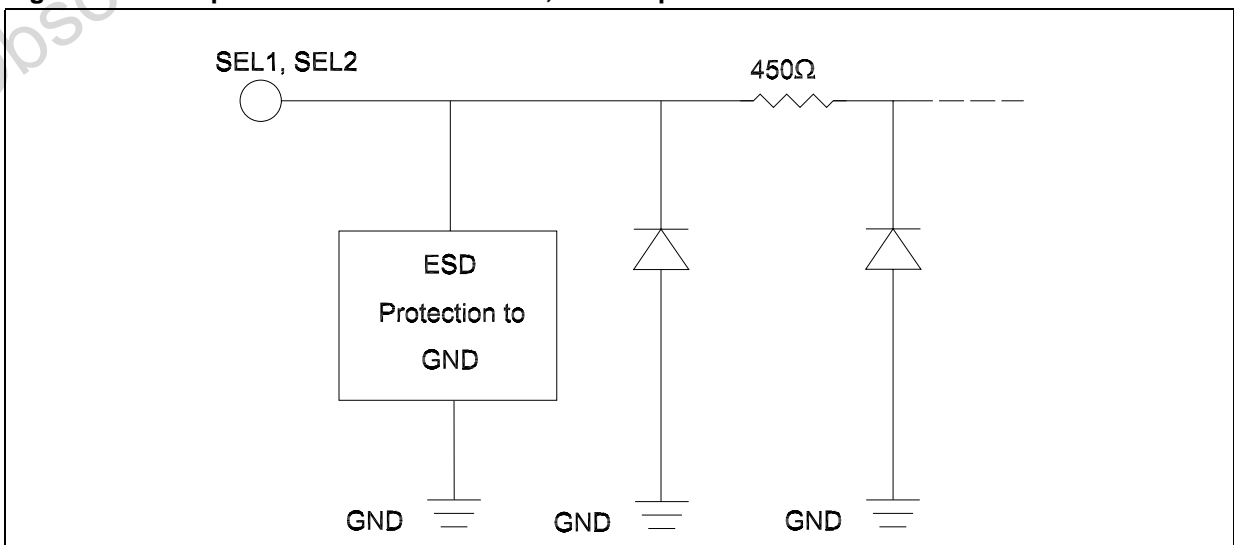 SEL1, SEL2
450Ω
ESD
Protection to
GND
GND
GND
GND